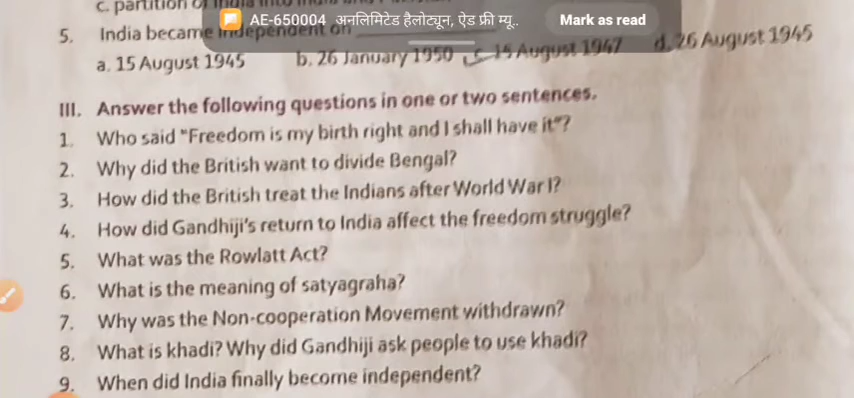 c. partition of India into
AE-650004 अनलिमिटेड हैलोट्यून, ऐंड फ्री म्यू.. Mark as read
5. India became independent on
a. 15 August 1945 b. 26 January 1950 c. 15 August 1947 d. 26 August 1945
III. Answer the following questions in one or two sentences.
1. Who said "Freedom is my birth right and I shall have it"?
2. Why did the British want to divide Bengal?
3. How did the British treat the Indians after World War I?
4. How did Gandhiji's return to India affect the freedom struggle?
5. What was the Rowlatt Act?
6. What is the meaning of satyagraha?
7. Why was the Non-cooperation Movement withdrawn?
8. What is khadi? Why did Gandhiji ask people to use khadi?
9. When did India finally become independent?